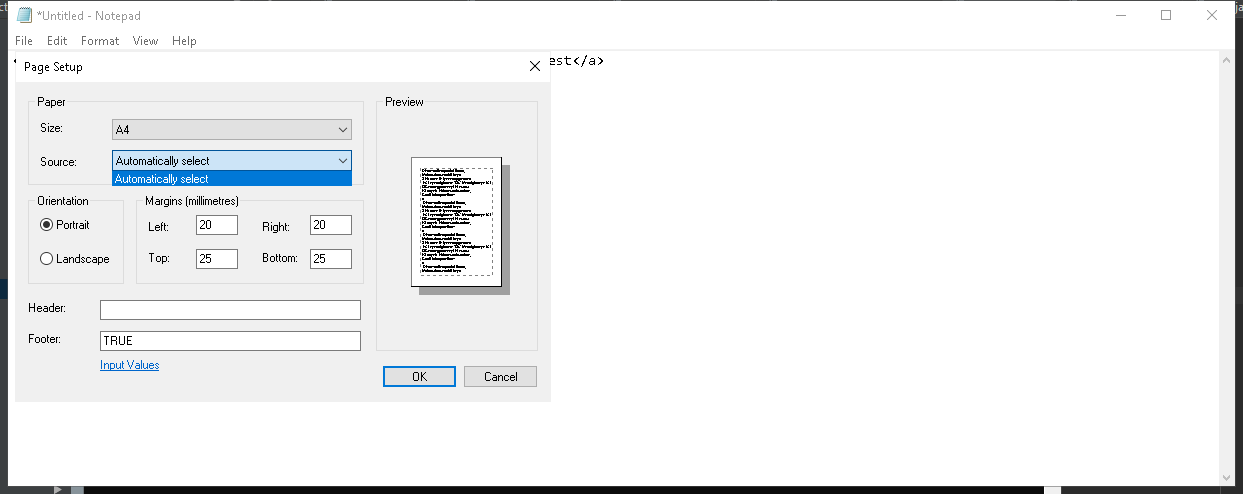 *Untitled - Notepad
File Edit Format View Help
est</a>
Page Setup
Paper
Size: A4
Source: Automatically select
Automatically select
Orientation
Portrait
Landscape
Margins (millimetres)
Left: 20 Right: 20
Top: 25 Bottom: 25
Header:
Footer: TRUE
Input Values
Preview
OK Cancel